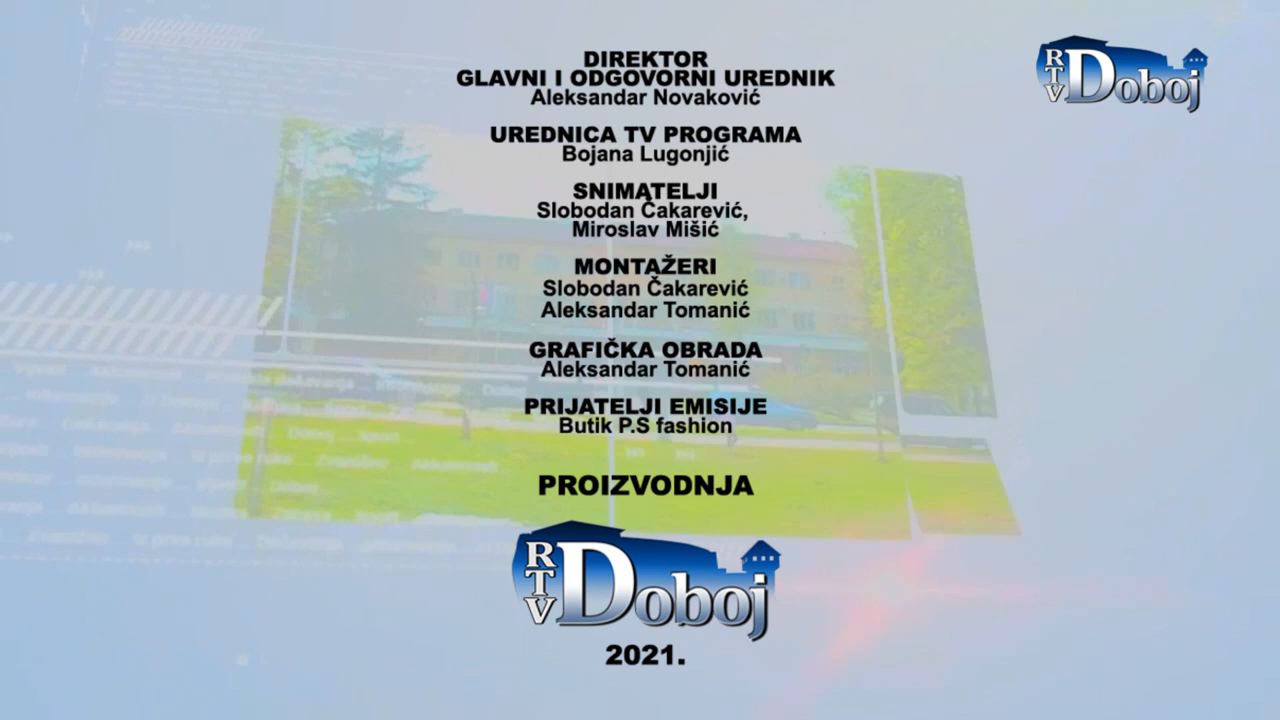 DIREKTOR
GLAVNI I ODGOVORNI UREDNIK
Aleksandar Novaković
RTV Doboj
UREDNICA TV PROGRAMA
Bojana Lugonjić
SNIMATELJI
Slobodan Čakarević,
Miroslav Mišić
MONTAŽERI
Slobodan Čakarević
Aleksandar Tomanić
GRAFIČKA OBRADA
Aleksandar Tomanić
PRIJATELJI EMISIJE
Butik P.S fashion
PROIZVODNJA
RTV Doboj
2021.